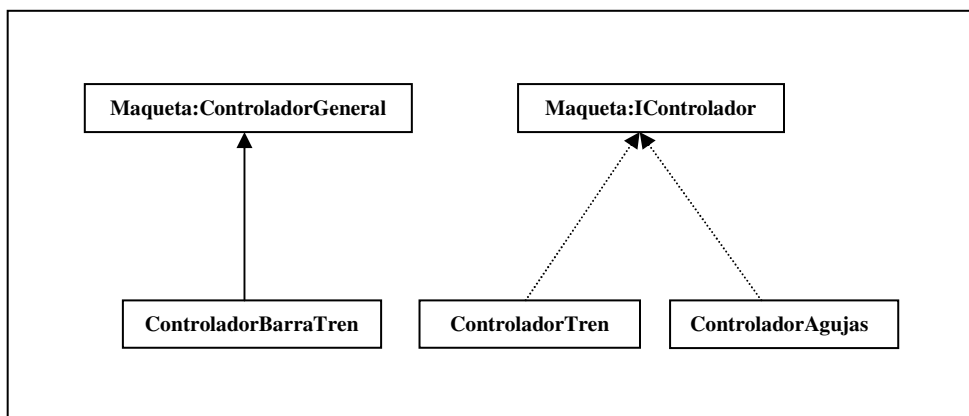 Maqueta:ControladorGeneral
Maqueta:IControlador
ControladorBarraTren
ControladorTren
ControladorAgujas